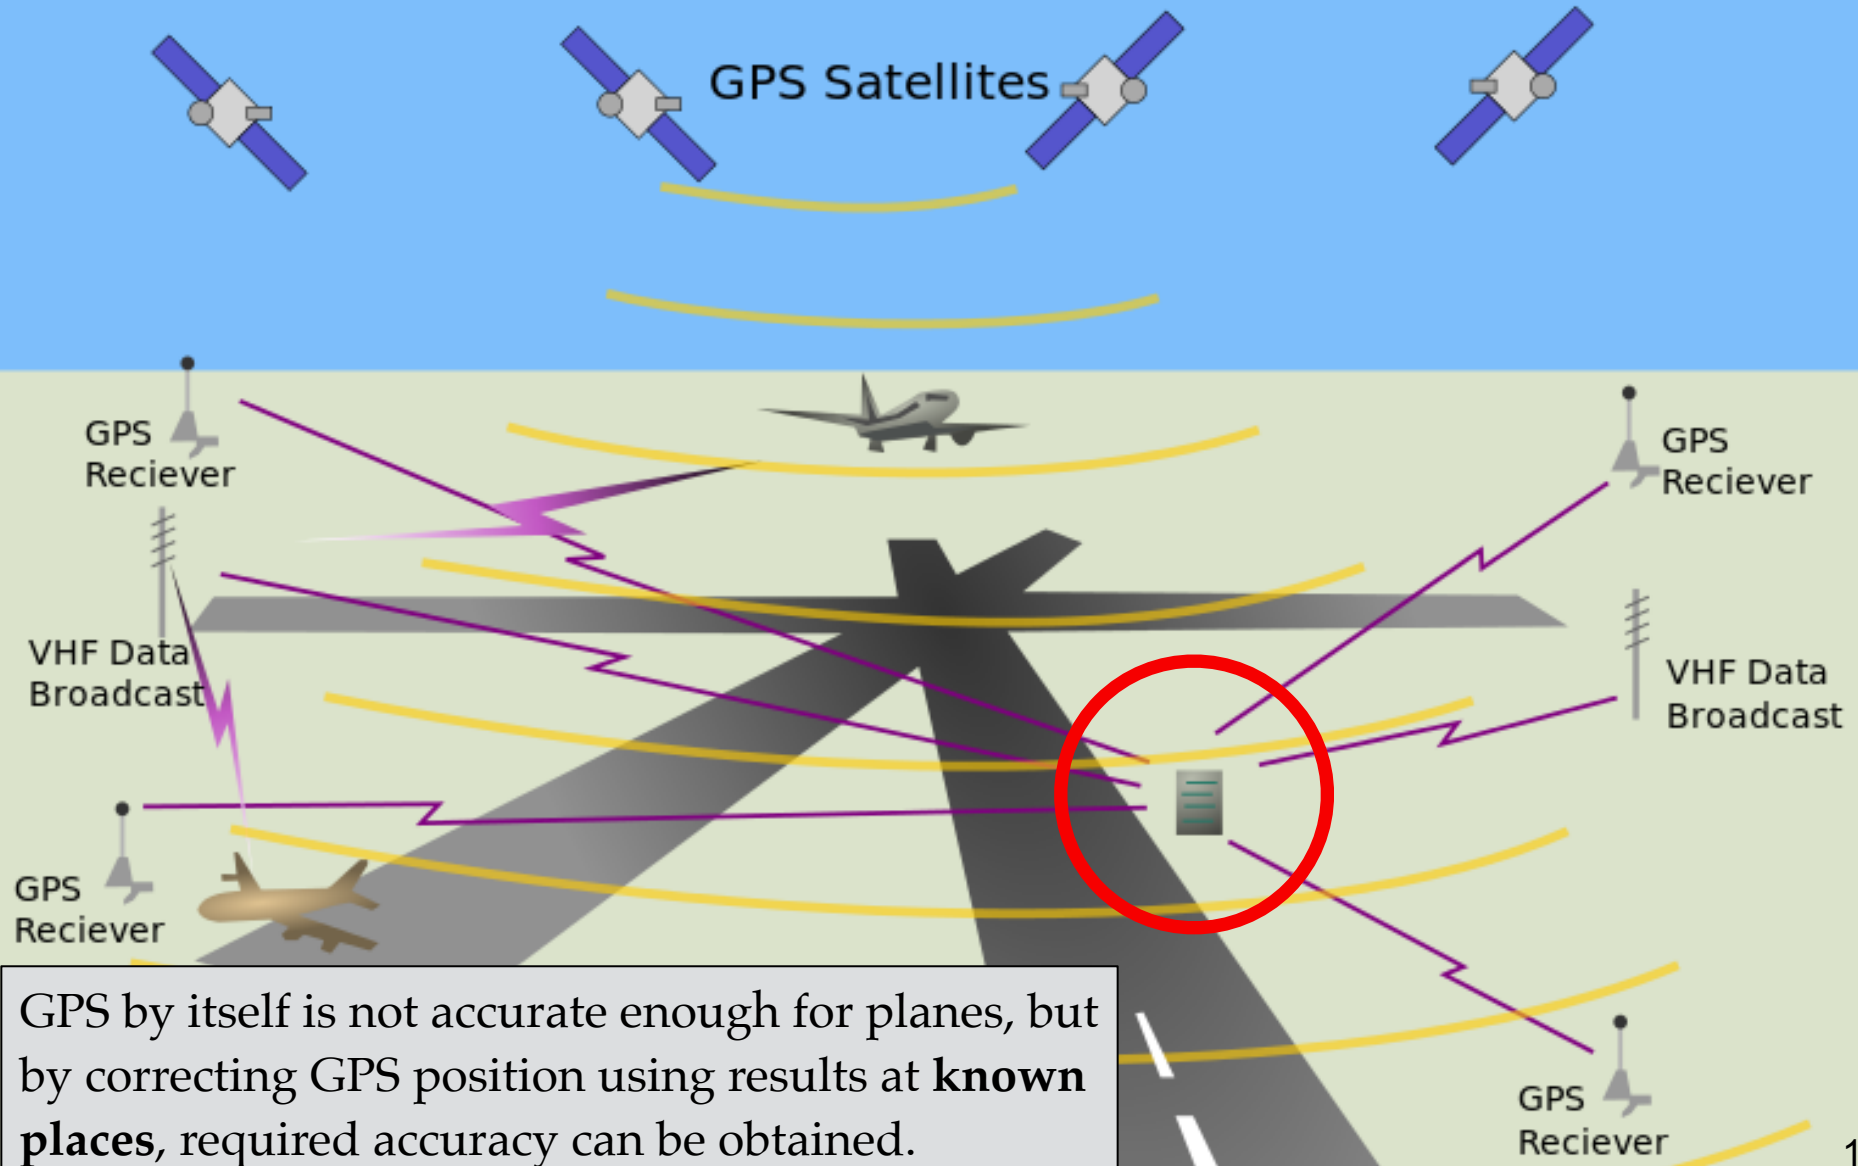 GPS Satellites
GPS
Reciever
GPS
Reciever
VHF Data
Broadcast
VHF Data
Broadcast
GPS
Reciever
GPS by itself is not accurate enough for planes, but
by correcting GPS position using results at known
places, required accuracy can be obtained.
GPS
Reciever
1